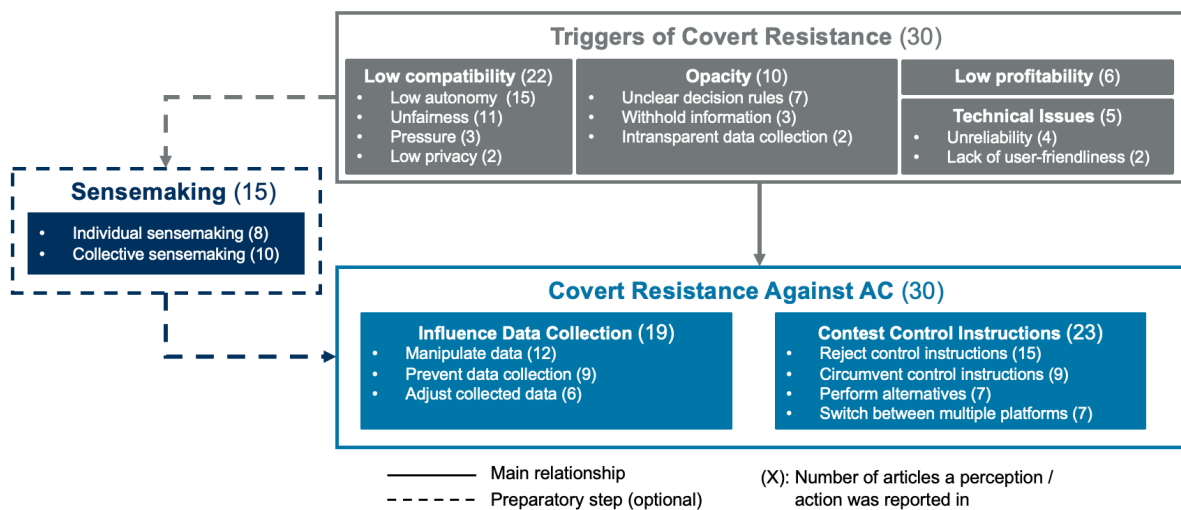 Triggers of Covert Resistance (30)
Low compatibility (22)
• Low autonomy (15)
• Unfairness (11)
• Pressure (3)
• Low privacy (2)
Opacity (10)
• Unclear decision rules (7)
• Withhold information (3)
• Intransparent data collection (2)
Low profitability (6)
Technical Issues (5)
• Unreliability (4)
• Lack of user-friendliness (2)
Sensemaking (15)
• Individual sensemaking (8)
• Collective sensemaking (10)
Covert Resistance Against AC (30)
Influence Data Collection (19)
• Manipulate data (12)
• Prevent data collection (9)
• Adjust collected data (6)
Contest Control Instructions (23)
• Reject control instructions (15)
• Circumvent control instructions (9)
• Perform alternatives (7)
• Switch between multiple platforms (7)
Main relationship
Preparatory step (optional)
(X): Number of articles a perception /
action was reported in